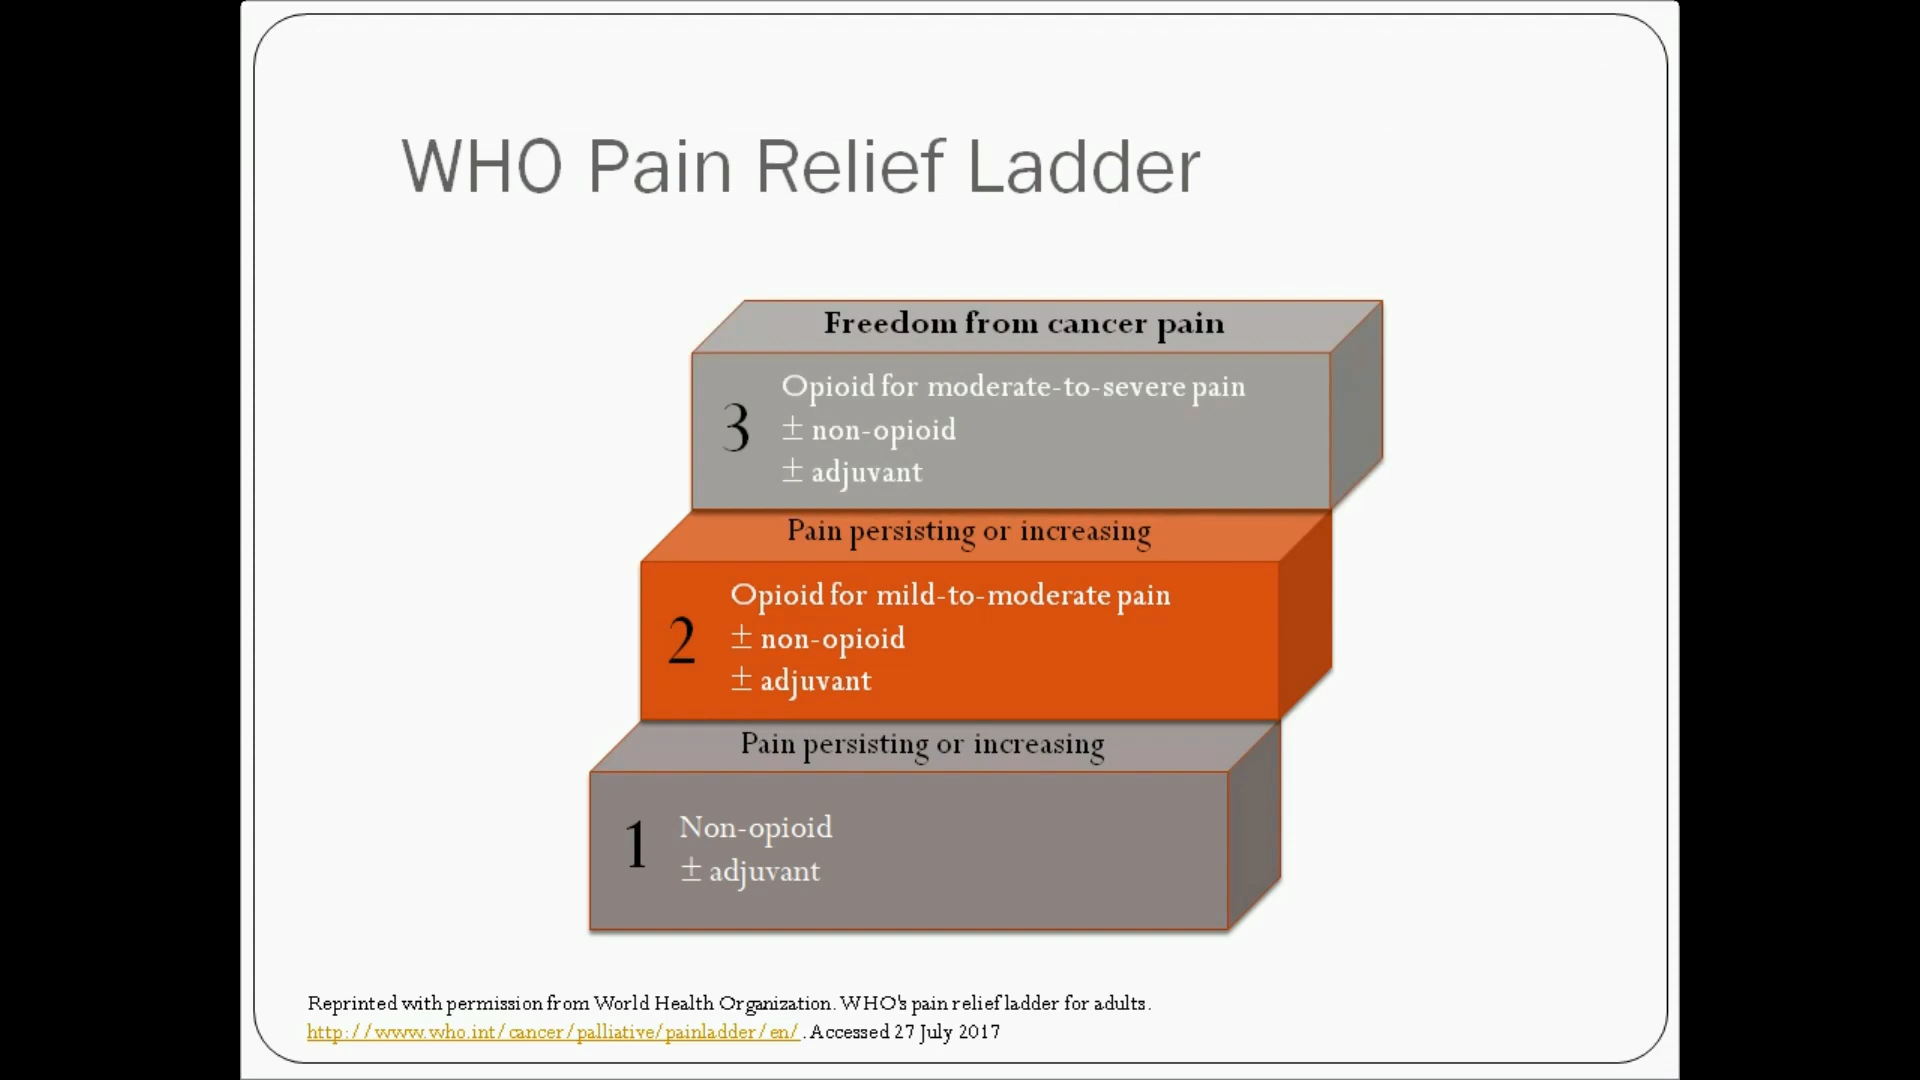 WHO Pain Relief Ladder
Freedom from cancer pain
3
Opioid for moderate-to-severe pain
± non-opioid
± adjuvant
Pain persisting or increasing
2
Opioid for mild-to-moderate pain
± non-opioid
± adjuvant
Pain persisting or increasing
1
Non-opioid
± adjuvant
Reprinted with permission from World Health Organization. WHO's pain relief ladder for adults.
http://www.who.int/cancer/palliative/painladder/en/. Accessed 27 July 2017